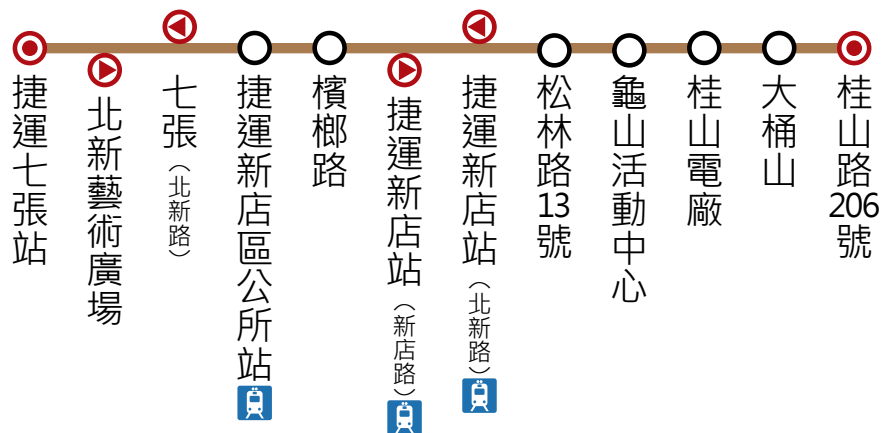 捷運七張站
北新藝術廣場
七張（北新路）
捷運新店區公所站
檳榔路
捷運新店站（新店路）
捷運新店站（北新路）
松林路13號
龜山活動中心
桂山電廠
大桶山
桂山路206號